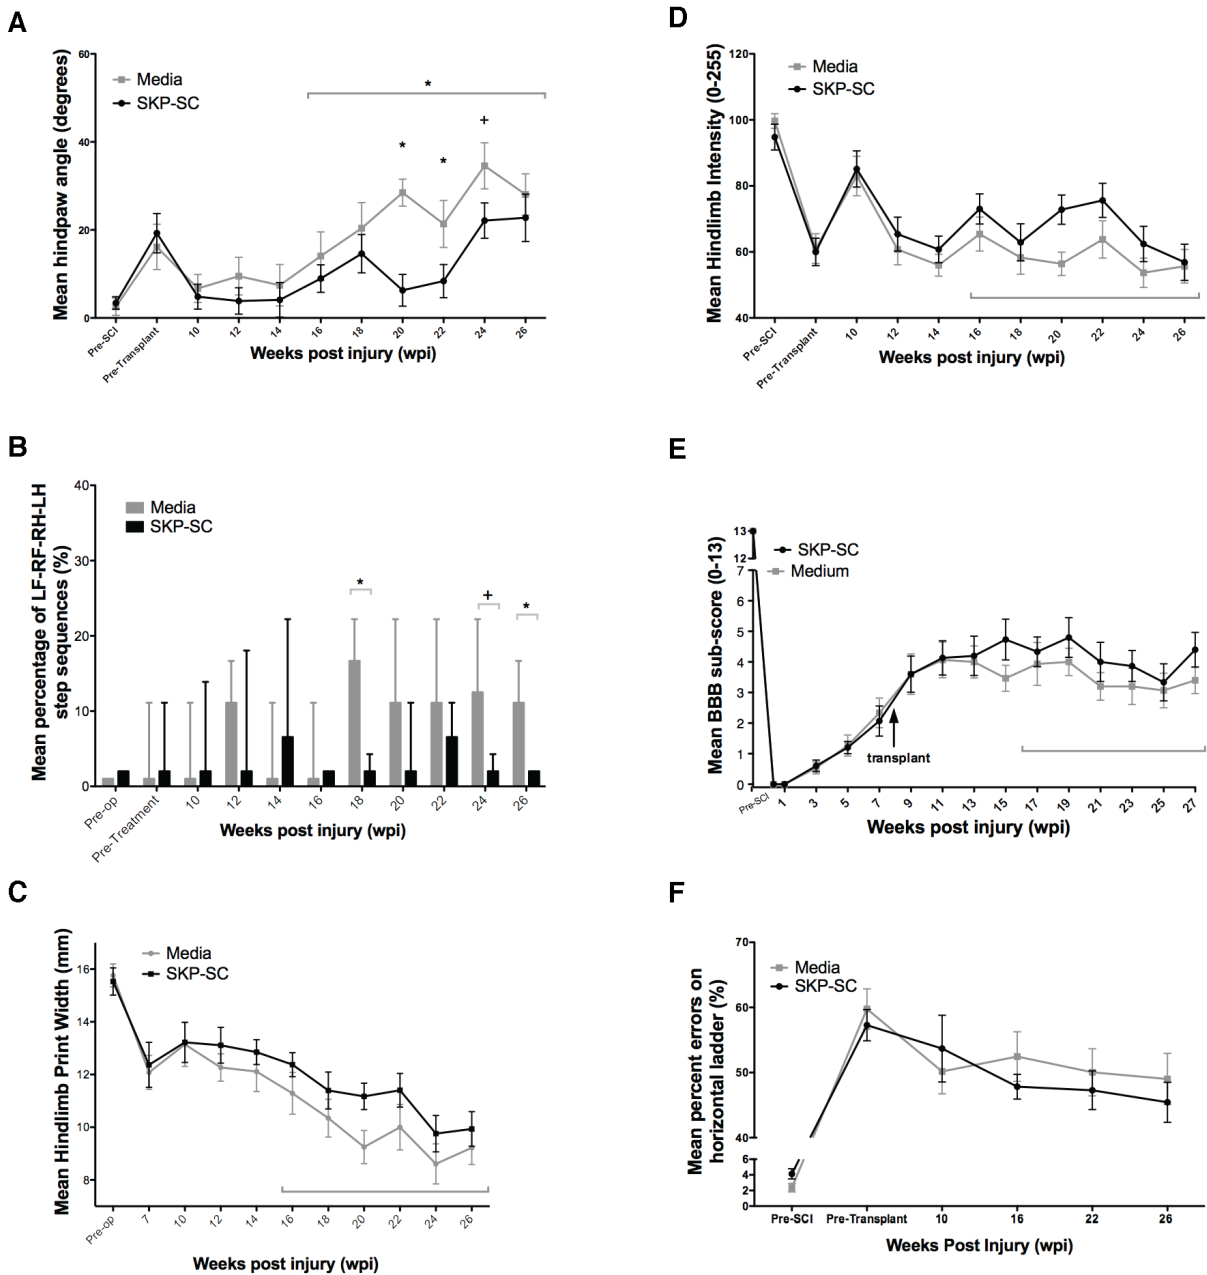 A
Mean hindpaw angle (degrees)
60
40
20
0
Media
SKP-SC
*
*
*
+
Pre-SCI
Pre-Transplant
10
12
14
16
18
20
22
24
26
Weeks post injury (wpi)
D
Mean Hindlimb Intensity (0-255)
120
100
80
60
40
Media
SKP-SC
Pre-SCI
Pre-Transplant
10
12
14
16
18
20
22
24
26
Weeks post injury (wpi)
B
Mean percentage of LF-RF-RH-LH
step sequences (%)
40
30
20
10
0
Media
SKP-SC
*
+
*
Pre-op
Pre-Treatment
10
12
14
16
18
20
22
24
26
Weeks post injury (wpi)
E
Mean BBB sub-score (0-13)
13
12
7
6
5
4
3
2
1
0
SKP-SC
Medium
transplant
Pre-SCI
1
3
5
7
9
11
13
15
17
19
21
23
25
27
Weeks post injury (wpi)
C
Mean Hindlimb Print Width (mm)
16
14
12
10
8
Media
SKP-SC
Pre-op
7
10
12
14
16
18
20
22
24
26
Weeks post injury (wpi)
F
Mean percent errors on
horizontal ladder (%)
70
60
50
40
6
4
2
0
Media
SKP-SC
Pre-SCI
Pre-Transplant
10
16
22
26
Weeks Post Injury (wpi)